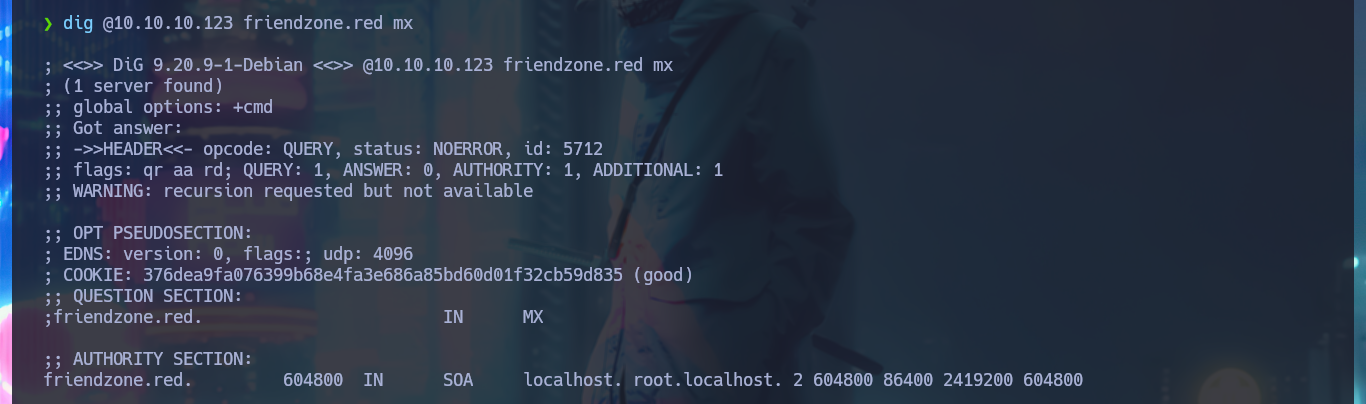 ❯ dig @10.10.10.123 friendzone.red mx
; <<>> DiG 9.20.9-1-Debian <<>> @10.10.10.123 friendzone.red mx
; (1 server found)
;; global options: +cmd
;; Got answer:
;; ->>HEADER<<- opcode: QUERY, status: NOERROR, id: 5712
;; flags: qr aa rd; QUERY: 1, ANSWER: 0, AUTHORITY: 1, ADDITIONAL: 1
;; WARNING: recursion requested but not available
;; OPT PSEUDOSECTION:
; EDNS: version: 0, flags:; udp: 4096
; COOKIE: 376dea9fa076399b68e4fa3e686a85bd60d01f32cb59d835 (good)
;; QUESTION SECTION:
;friendzone.red. IN MX
;; AUTHORITY SECTION:
friendzone.red. 604800 IN SOA localhost. root.localhost. 2 604800 86400 2419200 604800